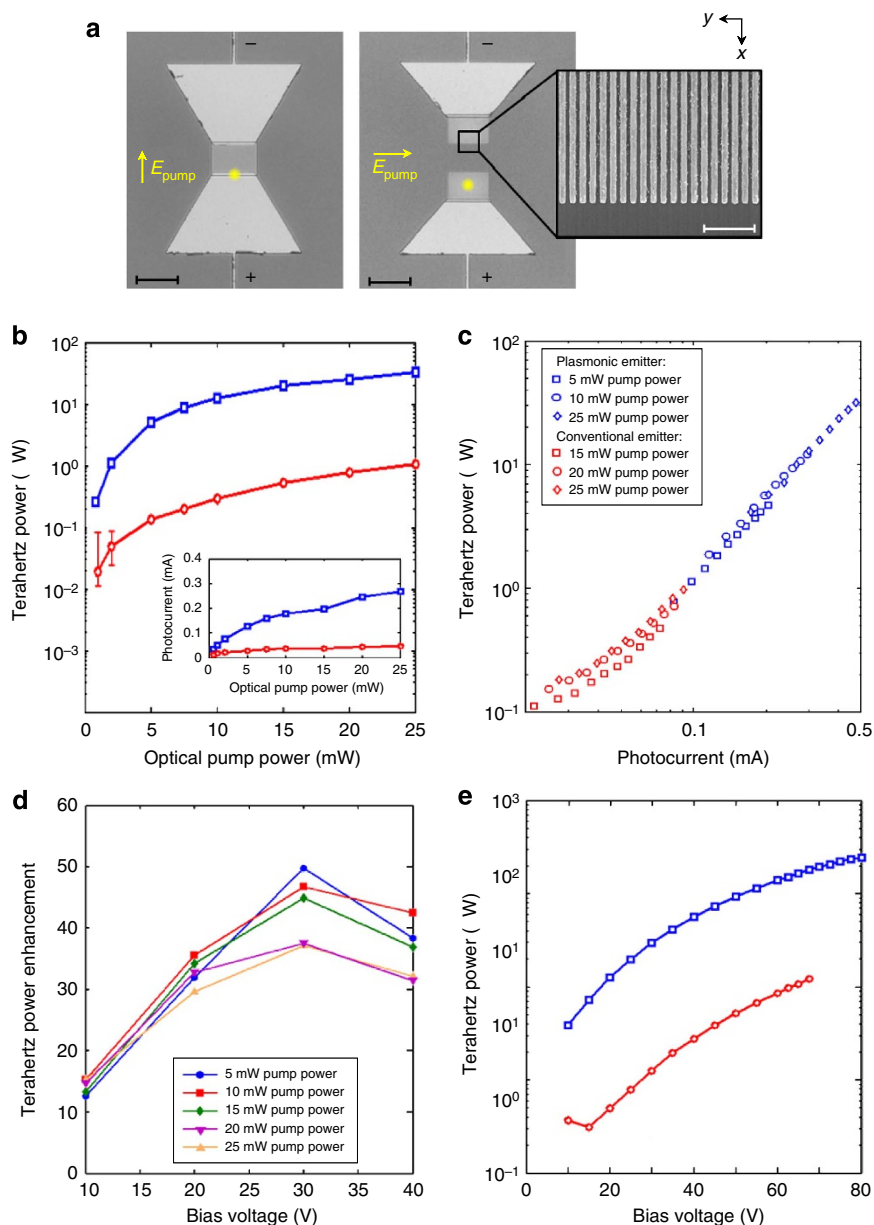 a
y
x
−
−
E_pump
E_pump
+
+
b
Terahertz power ( W)
10^2
10^1
10^0
10^−1
10^−2
10^−3
0 5 10 15 20 25
Optical pump power (mW)
Photocurrent (mA)
0.4
0.3
0.2
0.1
0
0 5 10 15 20 25
Optical pump power (mW)
c
Terahertz power ( W)
10^2
10^1
10^0
10^−1
0.1 0.5
Photocurrent (mA)
Plasmonic emitter:
5 mW pump power
10 mW pump power
25 mW pump power
Conventional emitter:
15 mW pump power
20 mW pump power
25 mW pump power
d
Terahertz power enhancement
60
50
40
30
20
10
0
10 15 20 25 30 35 40
Bias voltage (V)
5 mW pump power
10 mW pump power
15 mW pump power
20 mW pump power
25 mW pump power
e
Terahertz power ( W)
10^3
10^2
10^1
10^1
10^0
10^−1
0 20 40 60 80
Bias voltage (V)